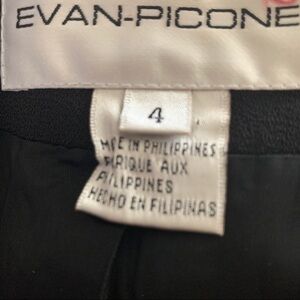 EVAN-PICONE
4
MADE IN PHILIPPINES
FABRIQUE AUX
PHILIPPINES
HECHO EN FILIPINAS